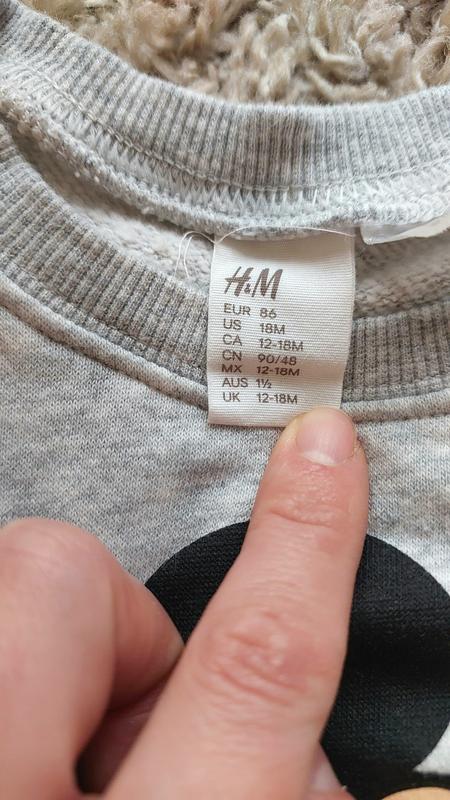 H&M
EUR 86
US 18M
CA 12-18M
CN 90/48
MX 12-18M
AUS 1½
UK 12-18M